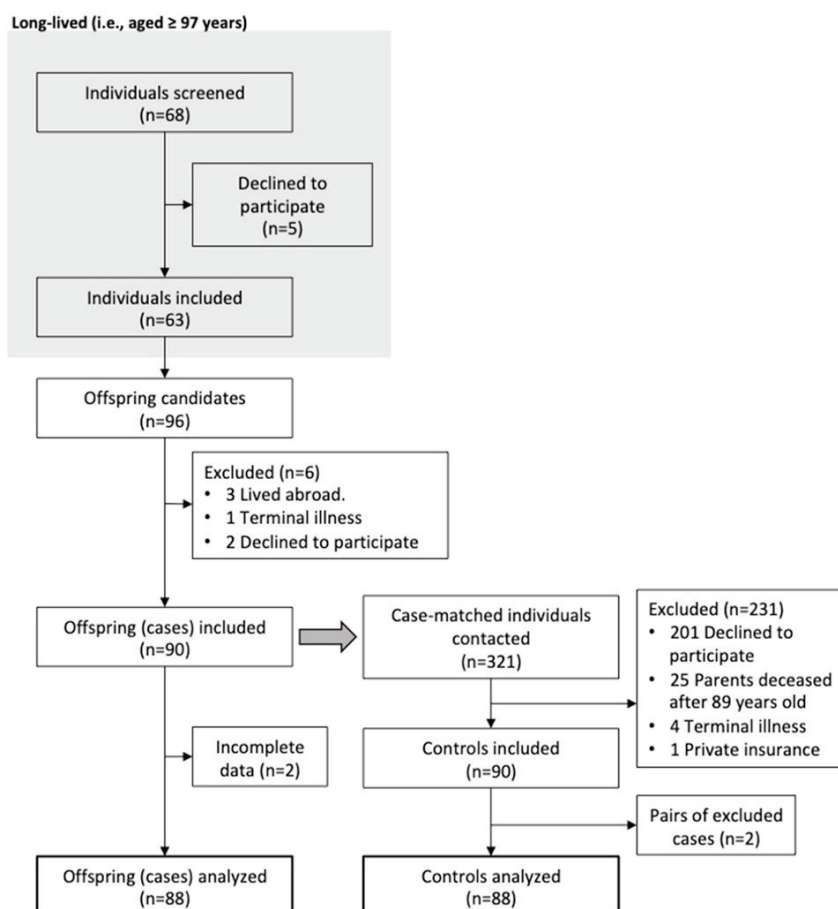 Long-lived (i.e., aged ≥ 97 years)
Individuals screened
(n=68)
Declined to
participate
(n=5)
Individuals included
(n=63)
Offspring candidates
(n=96)
Excluded (n=6)
• 3 Lived abroad.
• 1 Terminal illness
• 2 Declined to participate
Offspring (cases) included
(n=90)
Case-matched individuals
contacted
(n=321)
Excluded (n=231)
• 201 Declined to
participate
• 25 Parents deceased
after 89 years old
• 4 Terminal illness
• 1 Private insurance
Incomplete
data (n=2)
Controls included
(n=90)
Pairs of excluded
cases (n=2)
Offspring (cases) analyzed
(n=88)
Controls analyzed
(n=88)